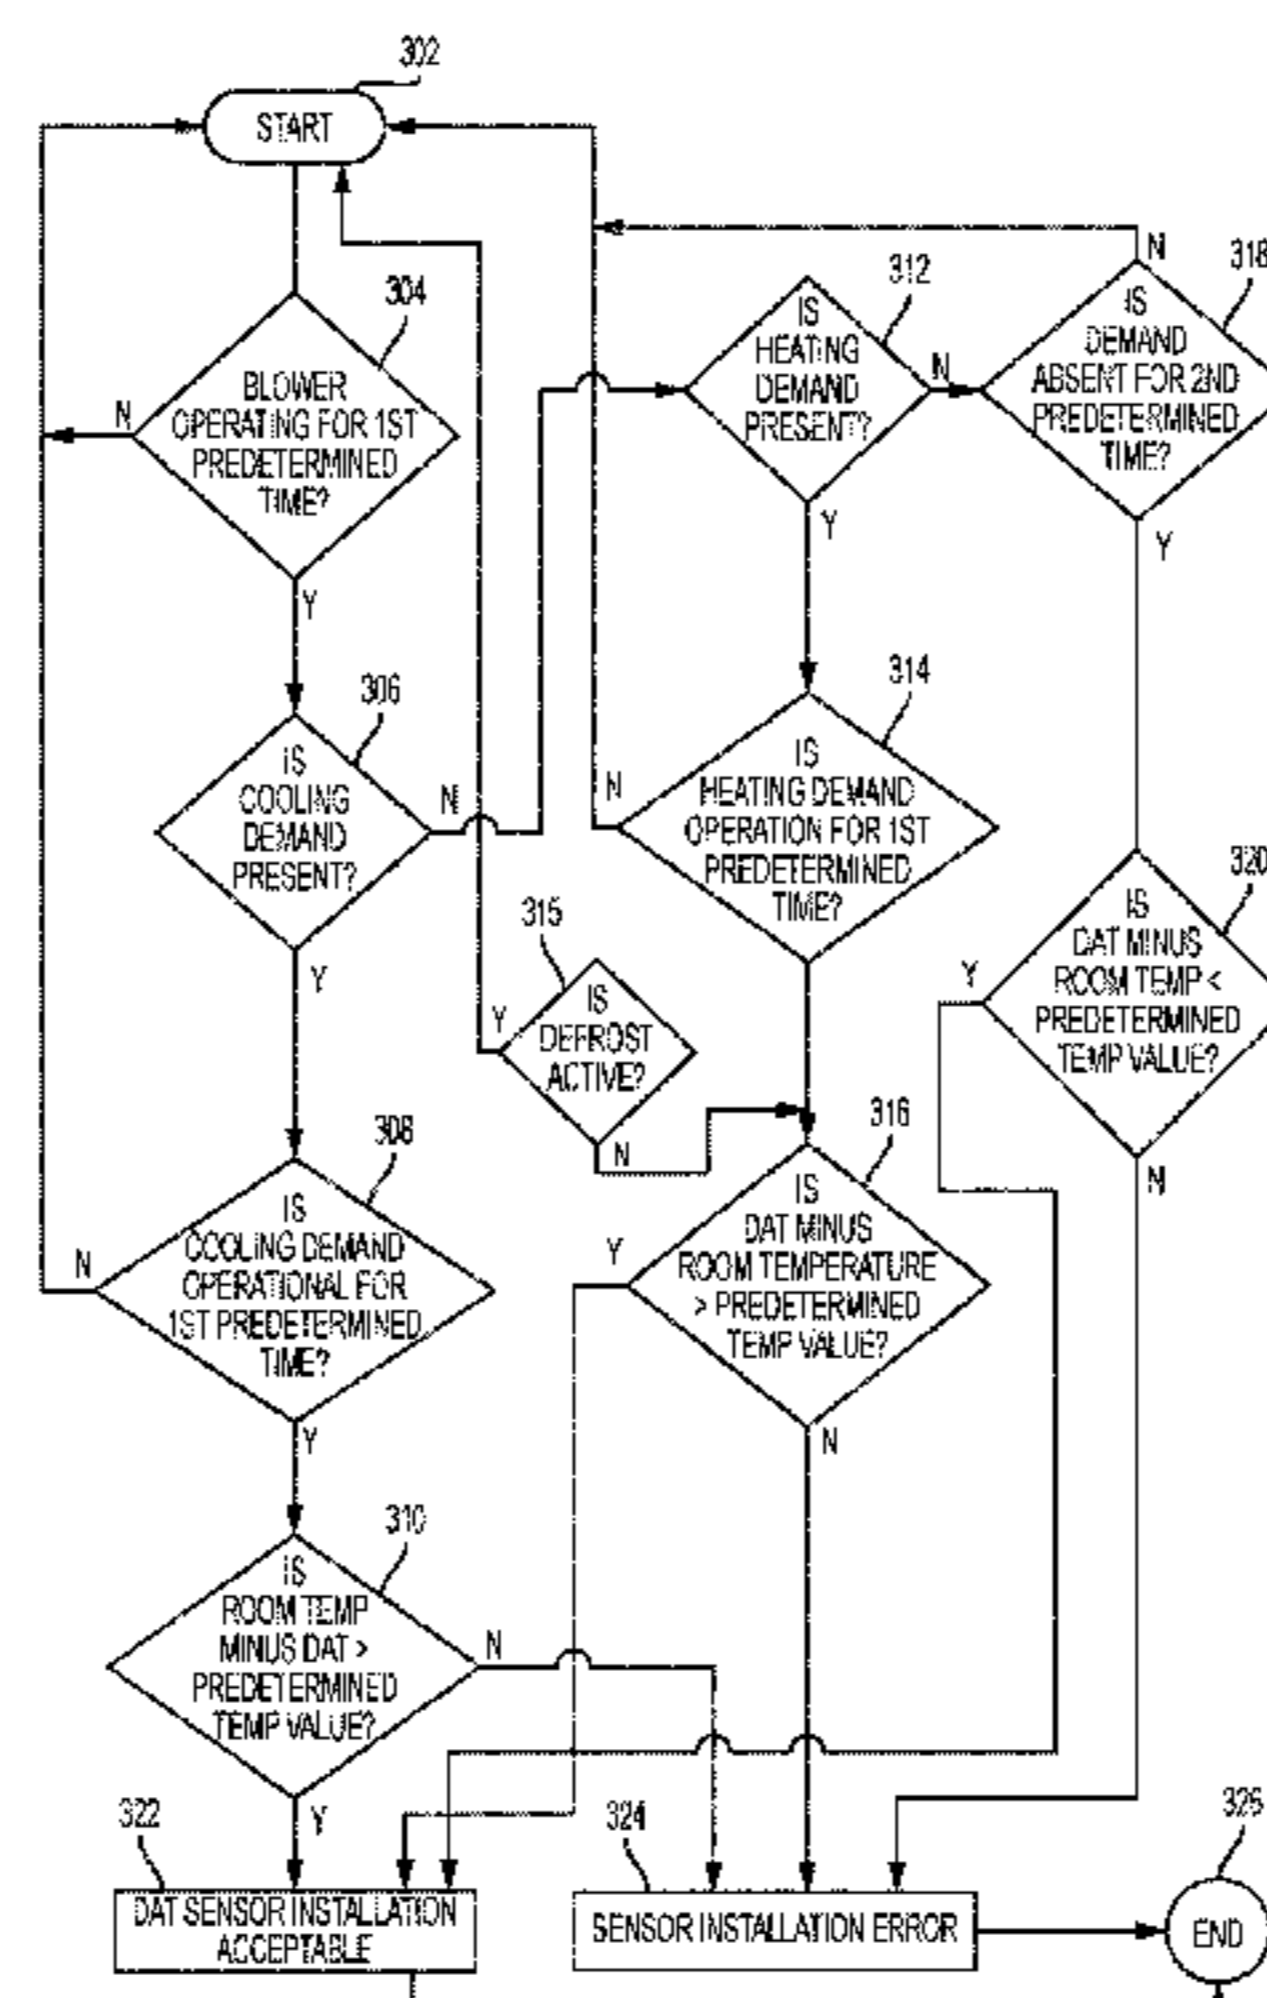 302
START
304
BLOWER
OPERATING FOR 1ST
PREDETERMINED
TIME?
N
Y
306
IS
COOLING
DEMAND
PRESENT?
N
Y
308
IS
COOLING DEMAND
OPERATIONAL FOR
1ST PREDETERMINED
TIME?
N
Y
310
IS
ROOM TEMP
MINUS DAT >
PREDETERMINED
TEMP VALUE?
N
Y
312
IS
HEATING
DEMAND
PRESENT?
N
Y
314
IS
HEATING DEMAND
OPERATION FOR 1ST
PREDETERMINED
TIME?
N
315
IS
DEFROST
ACTIVE?
Y
N
316
IS
DAT MINUS
ROOM TEMPERATURE
> PREDETERMINED
TEMP VALUE?
Y
N
318
IS
DEMAND
ABSENT FOR 2ND
PREDETERMINED
TIME?
N
Y
320
IS
DAT MINUS
ROOM TEMP <
PREDETERMINED
TEMP VALUE?
Y
N
322
DAT SENSOR INSTALLATION
ACCEPTABLE
324
SENSOR INSTALLATION ERROR
326
END